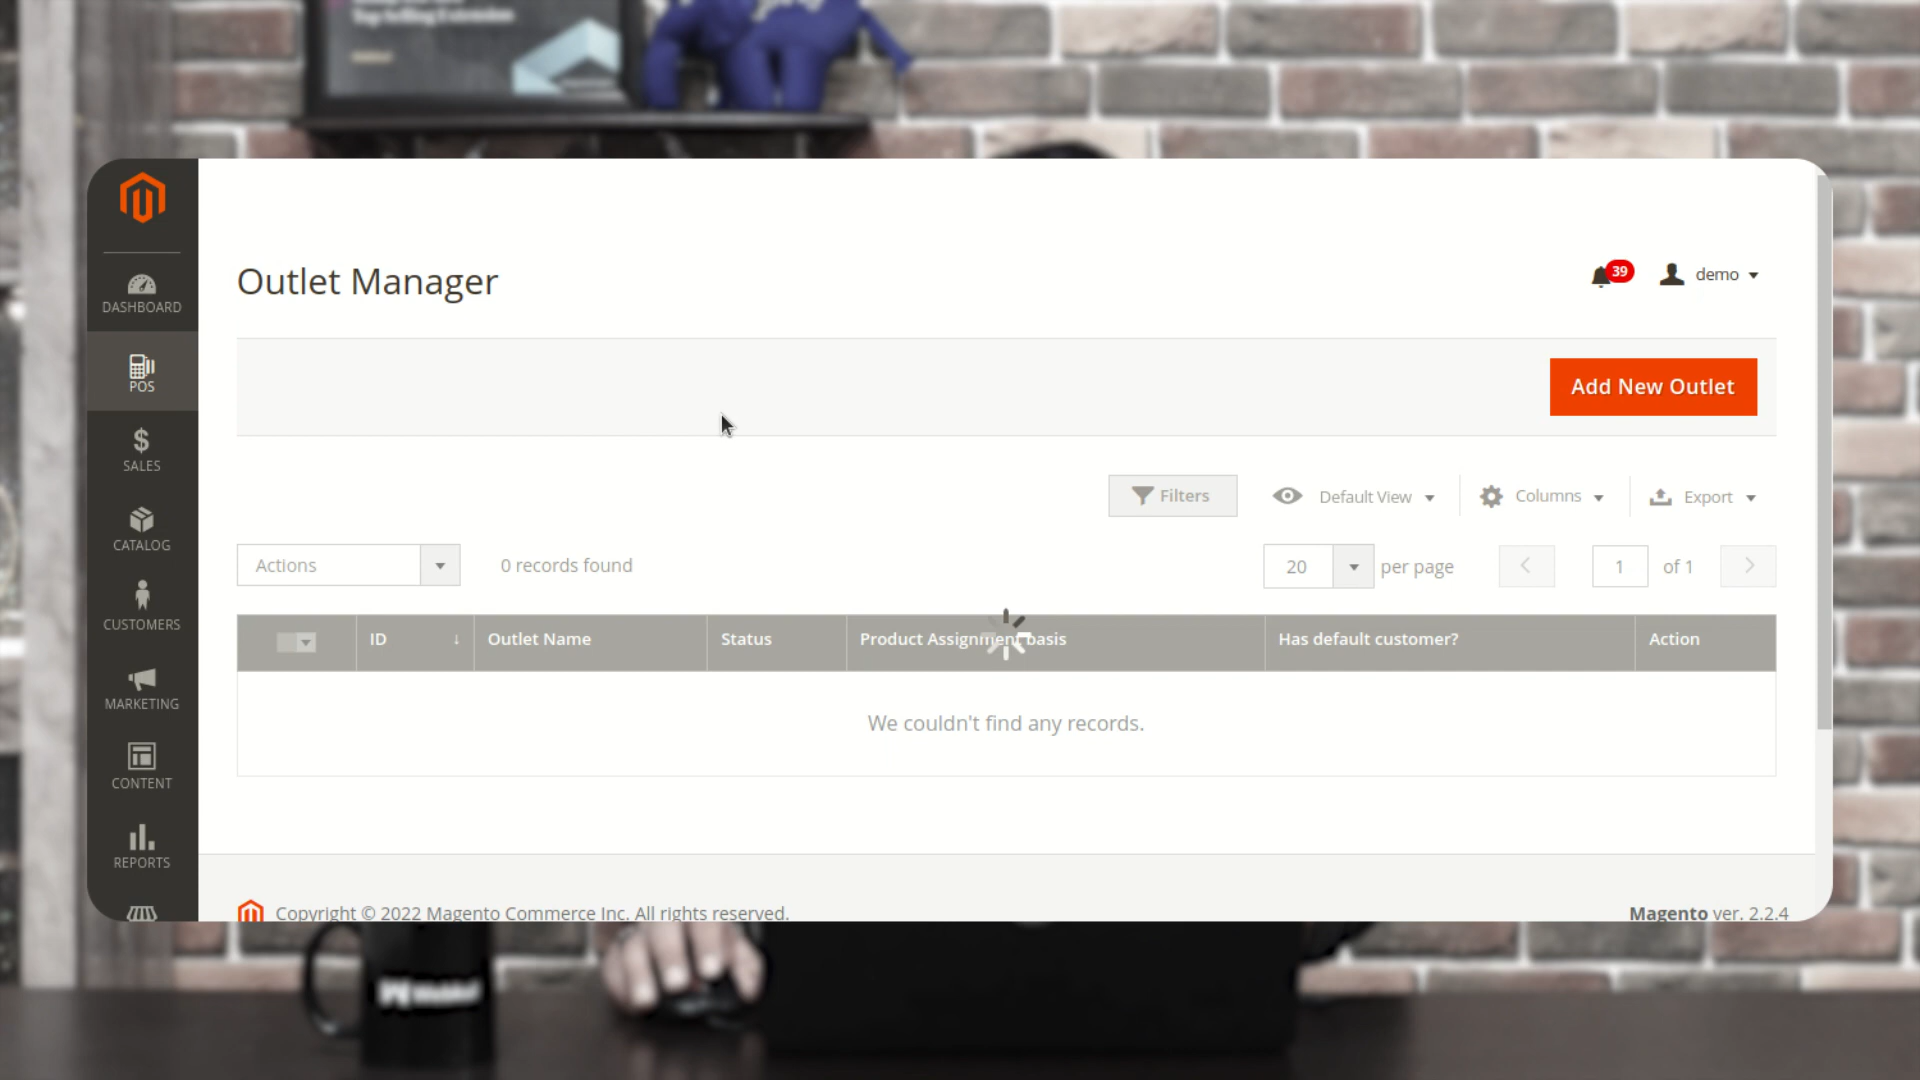 Top Selling Extension
Outlet Manager
39
demo
DASHBOARD
POS
SALES
CATALOG
CUSTOMERS
MARKETING
CONTENT
REPORTS
Add New Outlet
Filters
Default View
Columns
Export
Actions
0 records found
20
per page
1
of 1
ID ↓ Outlet Name Status Product Assignment basis Has default customer? Action
We couldn't find any records.
Copyright © 2022 Magento Commerce Inc. All rights reserved.
Magento ver. 2.2.4